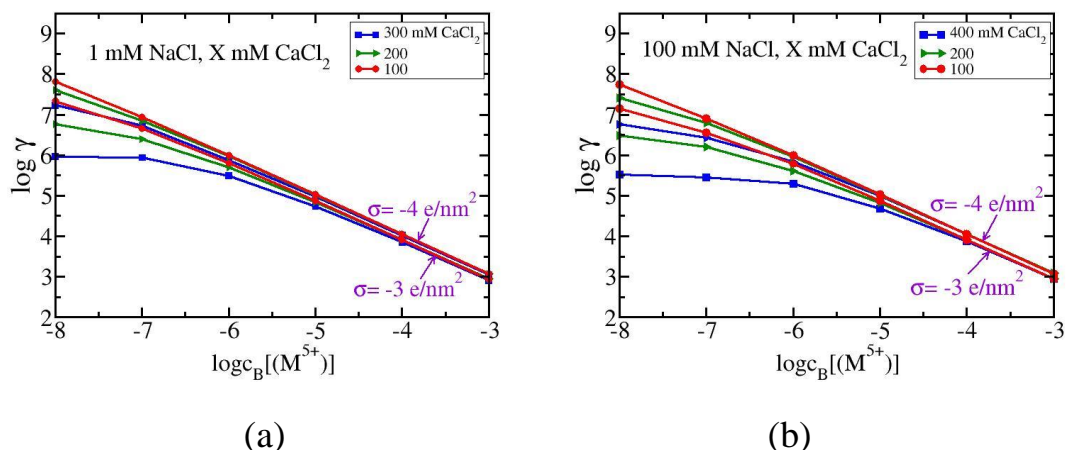 9
8
7
6
5
4
3
2
log γ
1 mM NaCl, X mM CaCl₂
300 mM CaCl₂
200
100
σ= -4 e/nm²
σ= -3 e/nm²
-8 -7 -6 -5 -4 -3
logc_B[(M⁵⁺)]
(a)
9
8
7
6
5
4
3
2
log γ
100 mM NaCl, X mM CaCl₂
400 mM CaCl₂
200
100
σ= -4 e/nm²
σ= -3 e/nm²
-8 -7 -6 -5 -4 -3
logc_B[(M⁵⁺)]
(b)